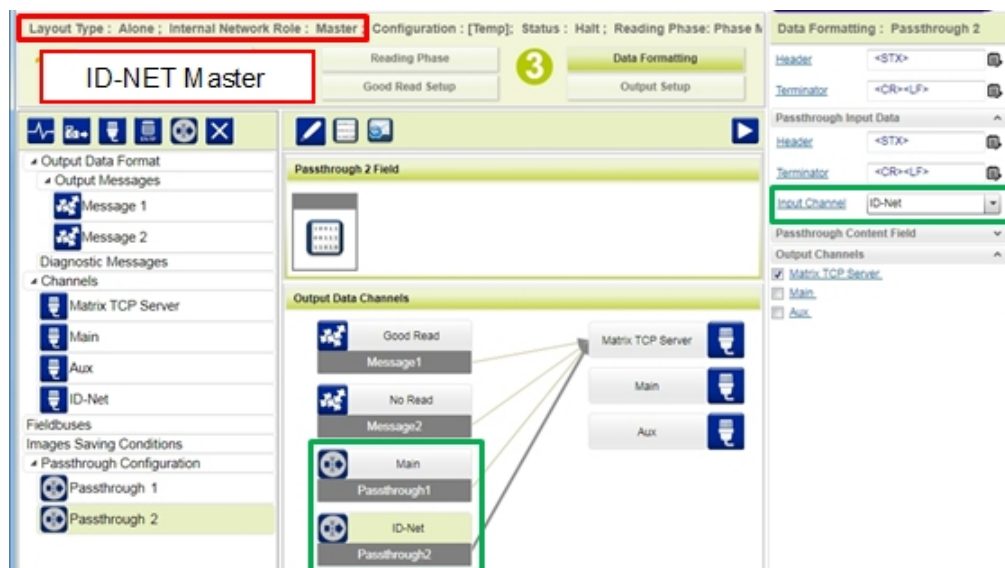 Layout Type : Alone ; Internal Network Role : Master ; Configuration : [Temp]; Status : Halt ; Reading Phase: Phase M
ID-NET Master
Reading Phase
Good Read Setup
3
Data Formatting
Output Setup
Output Data Format
Output Messages
Message 1
Message 2
Diagnostic Messages
Channels
Matrix TCP Server
Main
Aux
ID-Net
Fieldbuses
Images Saving Conditions
Passthrough Configuration
Passthrough 1
Passthrough 2
Passthrough 2 Field
Output Data Channels
Good Read
Message1
No Read
Message2
Main
Passthrough1
ID-Net
Passthrough2
Matrix TCP Server
Main
Aux
Data Formatting : Passthrough 2
Header <STX>
Terminator <CR><LF>
Passthrough Input Data
Header <STX>
Terminator <CR><LF>
Input Channel ID-Net
Passthrough Content Field
Output Channels
Matrix TCP Server
Main
Aux